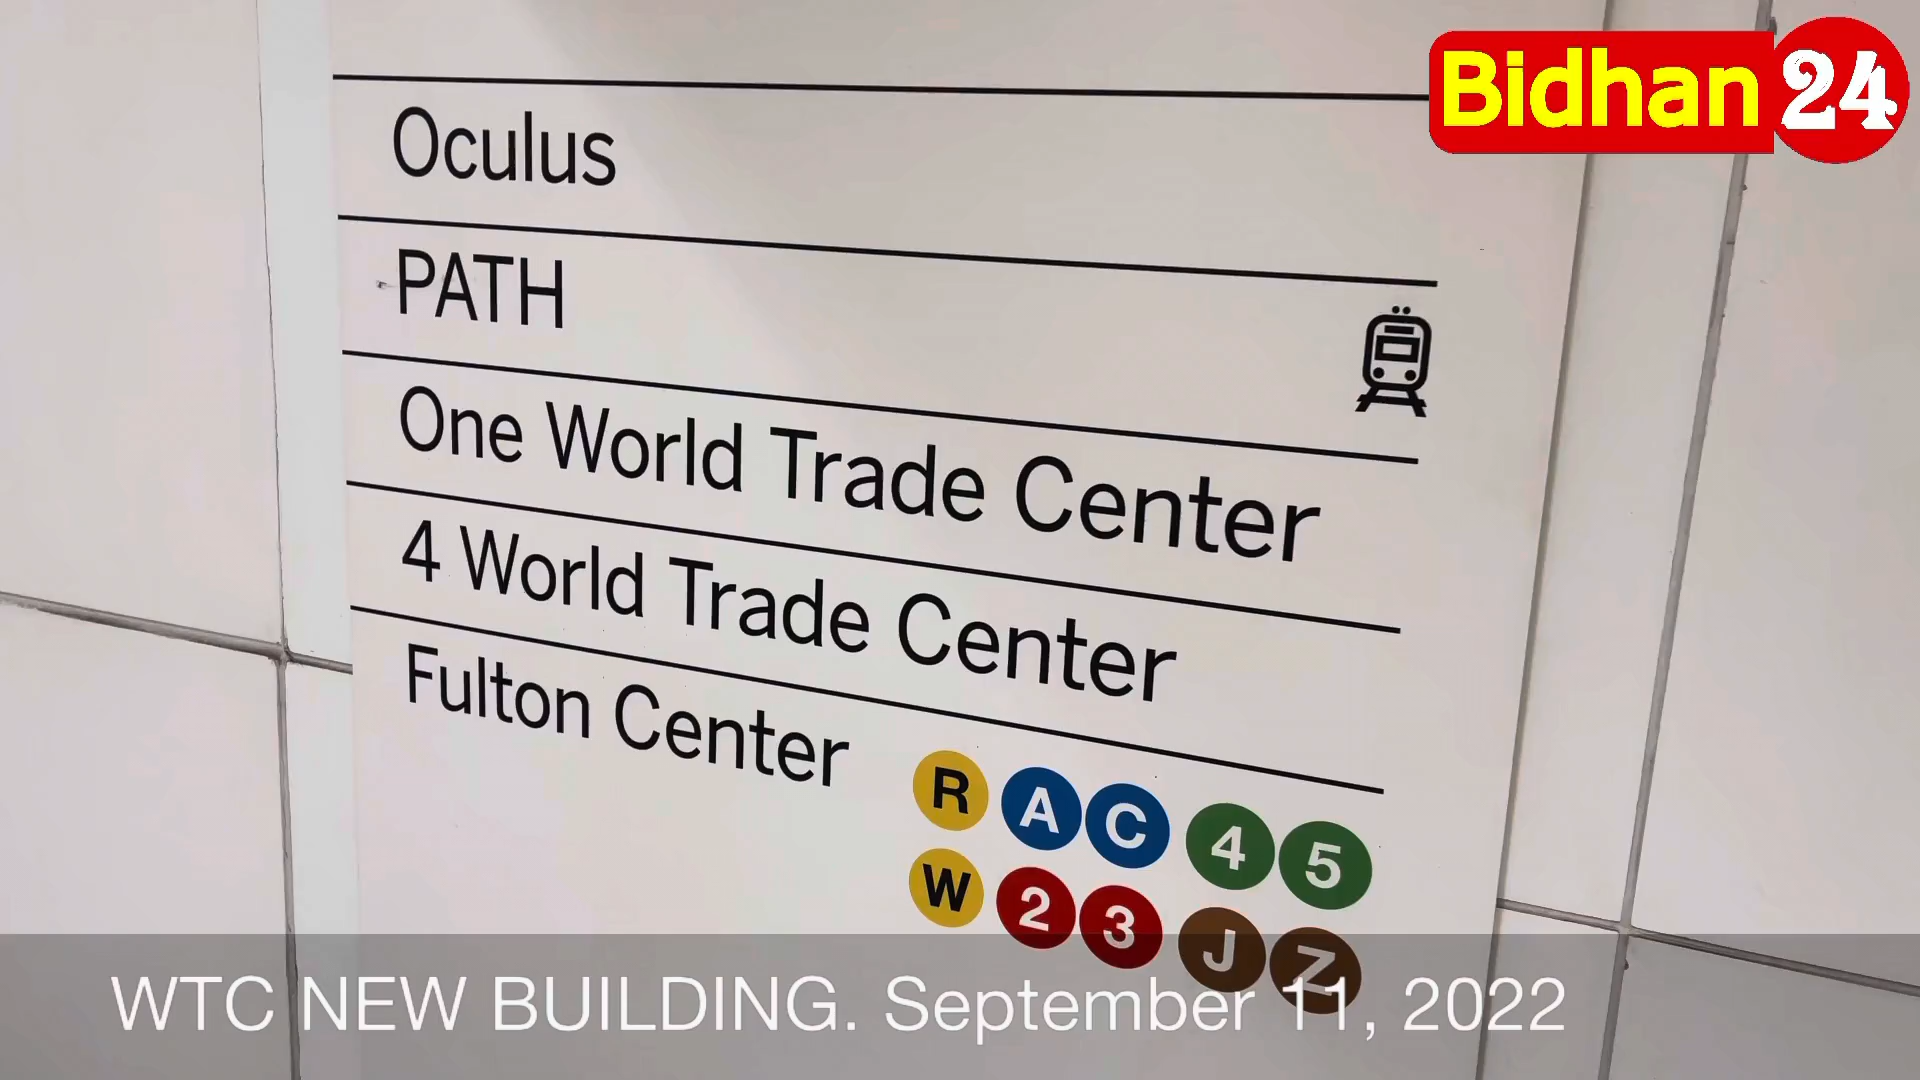 Bidhan 24
Oculus
PATH
One World Trade Center
4 World Trade Center
Fulton Center
R A C 4 5
W 2 3 J Z
WTC NEW BUILDING. September 11, 2022